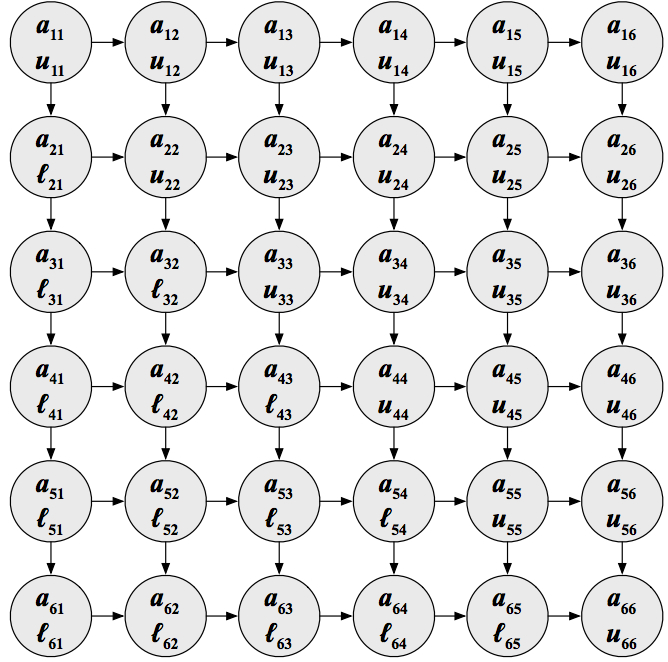 a₁₁ a₁₂ a₁₃ a₁₄ a₁₅ a₁₆
u₁₁ u₁₂ u₁₃ u₁₄ u₁₅ u₁₆
a₂₁ a₂₂ a₂₃ a₂₄ a₂₅ a₂₆
ℓ₂₁ u₂₂ u₂₃ u₂₄ u₂₅ u₂₆
a₃₁ a₃₂ a₃₃ a₃₄ a₃₅ a₃₆
ℓ₃₁ ℓ₃₂ u₃₃ u₃₄ u₃₅ u₃₆
a₄₁ a₄₂ a₄₃ a₄₄ a₄₅ a₄₆
ℓ₄₁ ℓ₄₂ ℓ₄₃ u₄₄ u₄₅ u₄₆
a₅₁ a₅₂ a₅₃ a₅₄ a₅₅ a₅₆
ℓ₅₁ ℓ₅₂ ℓ₅₃ ℓ₅₄ u₅₅ u₅₆
a₆₁ a₆₂ a₆₃ a₆₄ a₆₅ a₆₆
ℓ₆₁ ℓ₆₂ ℓ₆₃ ℓ₆₄ ℓ₆₅ u₆₆